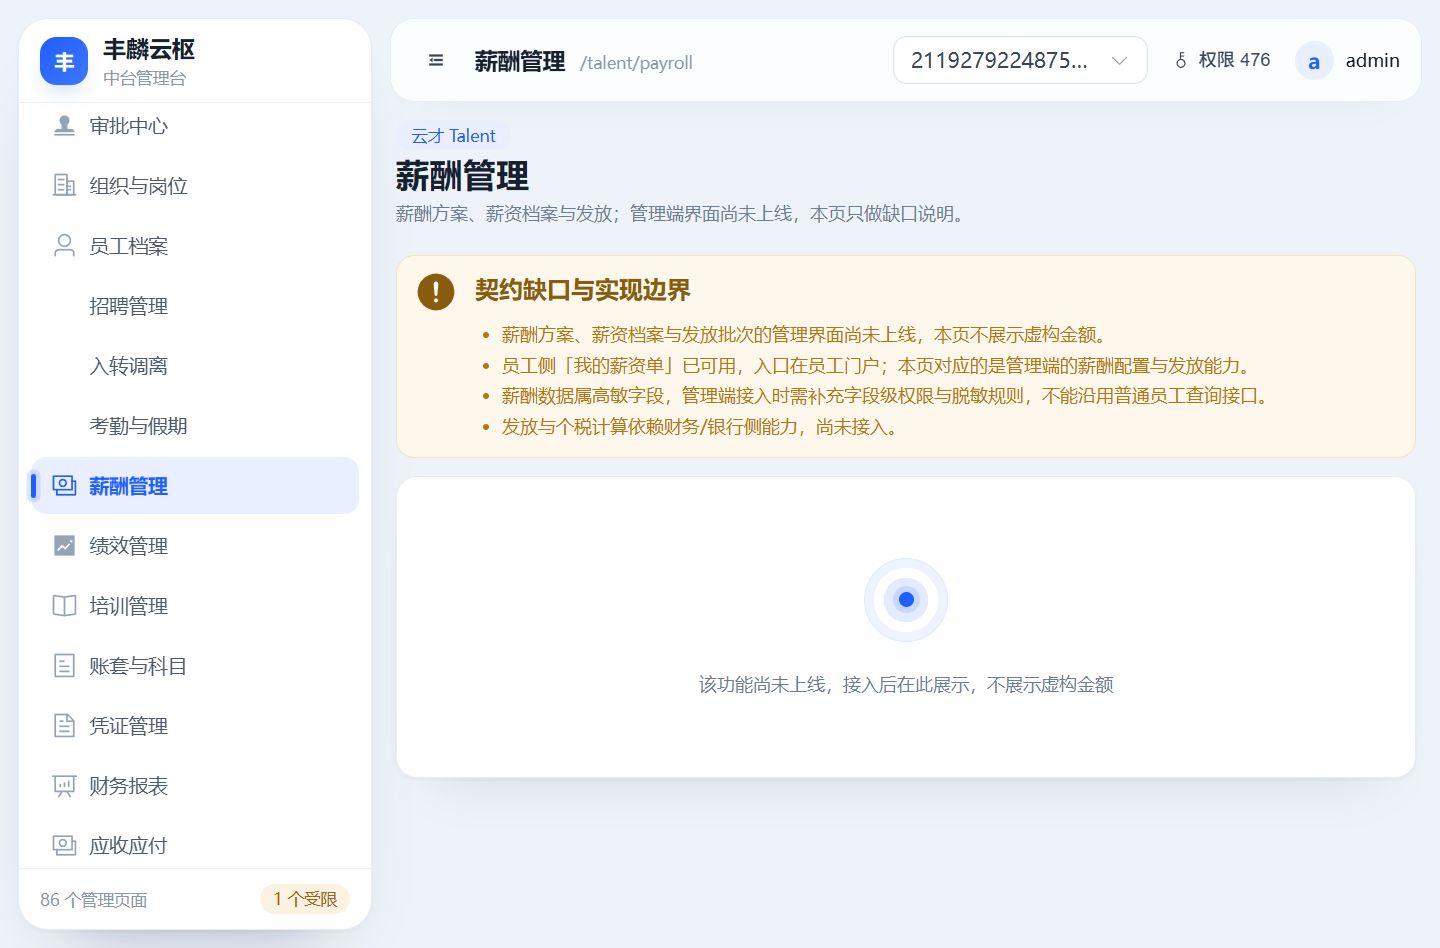 丰
丰麟云枢
中台管理台
审批中心
组织与岗位
员工档案
招聘管理
入转调离
考勤与假期
薪酬管理
绩效管理
培训管理
账套与科目
凭证管理
财务报表
应收应付
86 个管理页面
1 个受限
薪酬管理 /talent/payroll
2119279224875...
权限 476
a
admin
云才 Talent
薪酬管理
薪酬方案、薪资档案与发放；管理端界面尚未上线，本页只做缺口说明。
契约缺口与实现边界
薪酬方案、薪资档案与发放批次的管理界面尚未上线，本页不展示虚构金额。
员工侧「我的薪资单」已可用，入口在员工门户；本页对应的是管理端的薪酬配置与发放能力。
薪酬数据属高敏字段，管理端接入时需补充字段级权限与脱敏规则，不能沿用普通员工查询接口。
发放与个税计算依赖财务/银行侧能力，尚未接入。
该功能尚未上线，接入后在此展示，不展示虚构金额